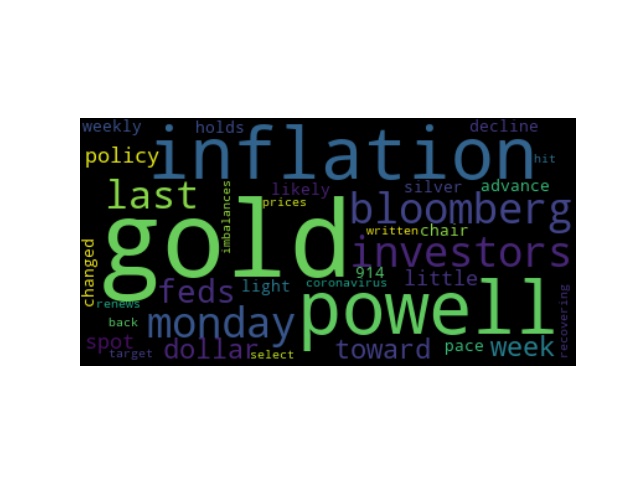 weekly holds decline
inflation
policy hit
last likely silver advance
imbalances prices bloomberg
gold written chair
investors
changed 914
feds light coronavirus little
renews powell recovering
back monday
spot dollar toward pace week
target select